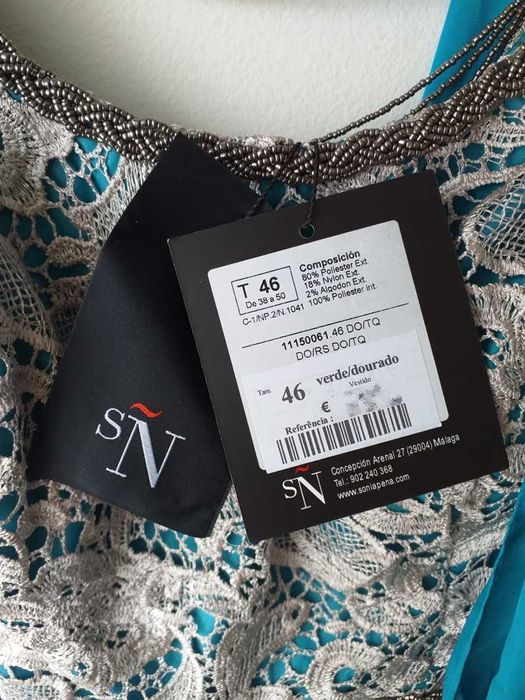 SÑ
T 46
De 38 a 50
C-1/NP.2/N.1041
Composición
80% Poliester Ext.
18% Nylon Ext.
2% Algodon Ext.
100% Poliester int.
11150061.46.DO/TQ
DO/RS.DO/TQ
Tam. 46 verde/dourado
Vestido
€
Referência :
SÑ
Concepción Arenal 27 (29004) Málaga
Tel.: 902 240 368
www.soniapena.com